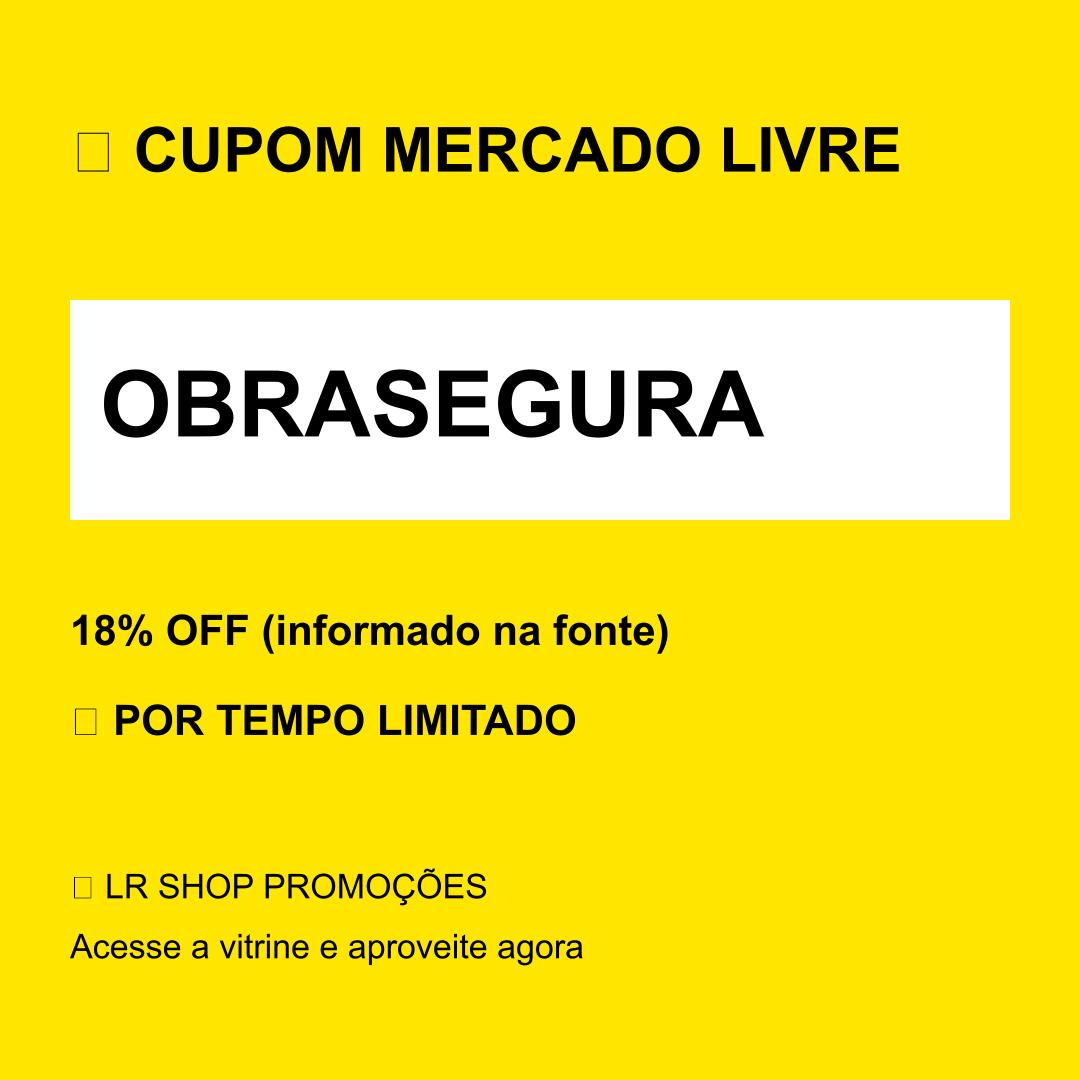 □ CUPOM MERCADO LIVRE
OBRASEGURA
18% OFF (informado na fonte)
□ POR TEMPO LIMITADO
□ LR SHOP PROMOÇÕES
Acesse a vitrine e aproveite agora